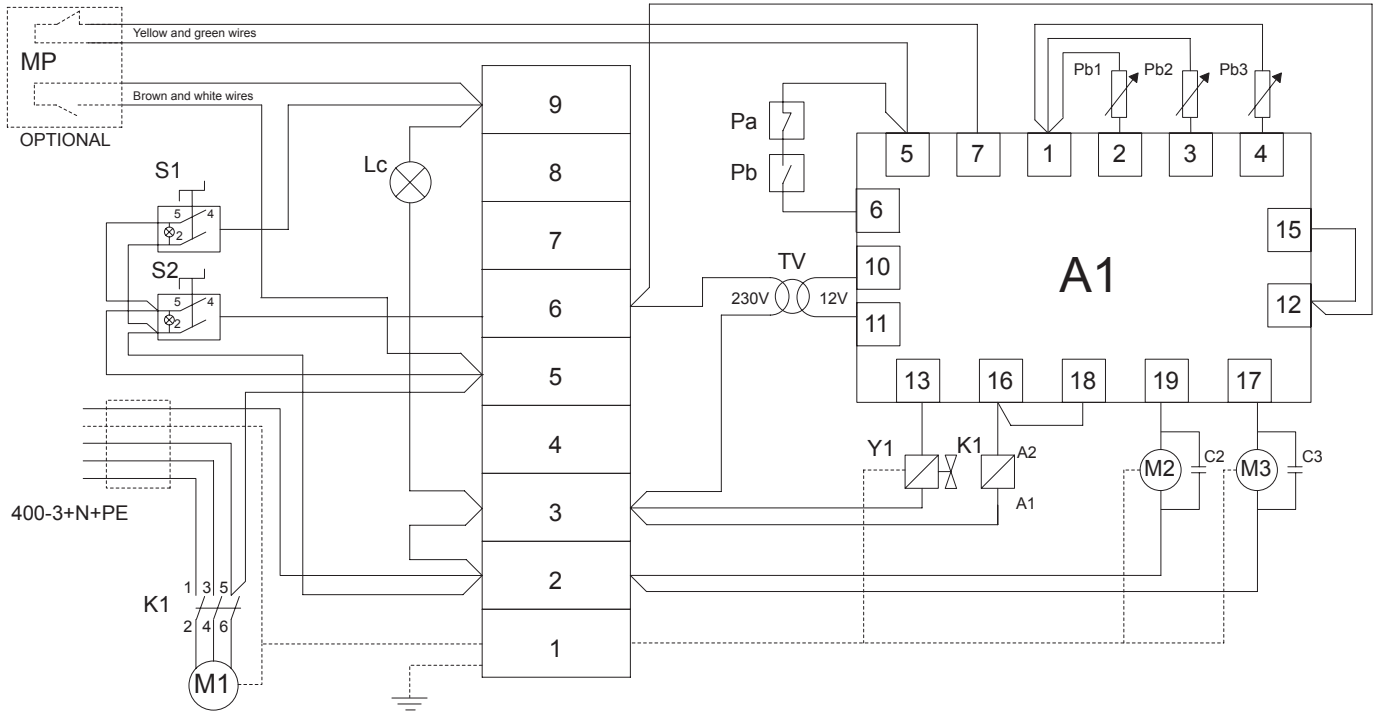 Yellow and green wires
MP
Brown and white wires
OPTIONAL
Pb1 Pb2 Pb3
9
8
7
6
5
4
3
2
1
Lc
S1
5 4
2
S2
5 4
2
Pa
Pb
5 7 1 2 3 4
6
10
11
15
12
A1
TV
230V 12V
13 16 18 19 17
Y1 K1 A2
A1
M2 C2 M3 C3
400-3+N+PE
1 3 5
K1
2 4 6
M1